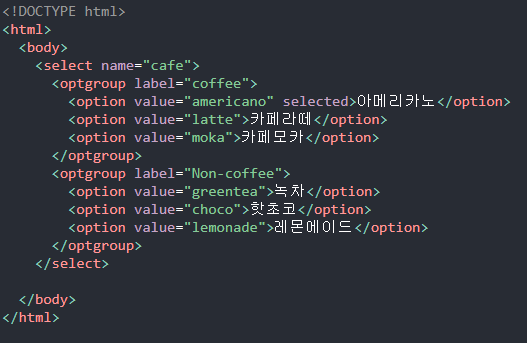 <!DOCTYPE html>
<html>
<body>
<select name="cafe">
<optgroup label="coffee">
<option value="americano" selected>아메리카노</option>
<option value="latte">카페라떼</option>
<option value="moka">카페모카</option>
</optgroup>
<optgroup label="Non-coffee">
<option value="greentea">녹차</option>
<option value="choco">핫초코</option>
<option value="lemonade">레몬에이드</option>
</optgroup>
</select>
</body>
</html>